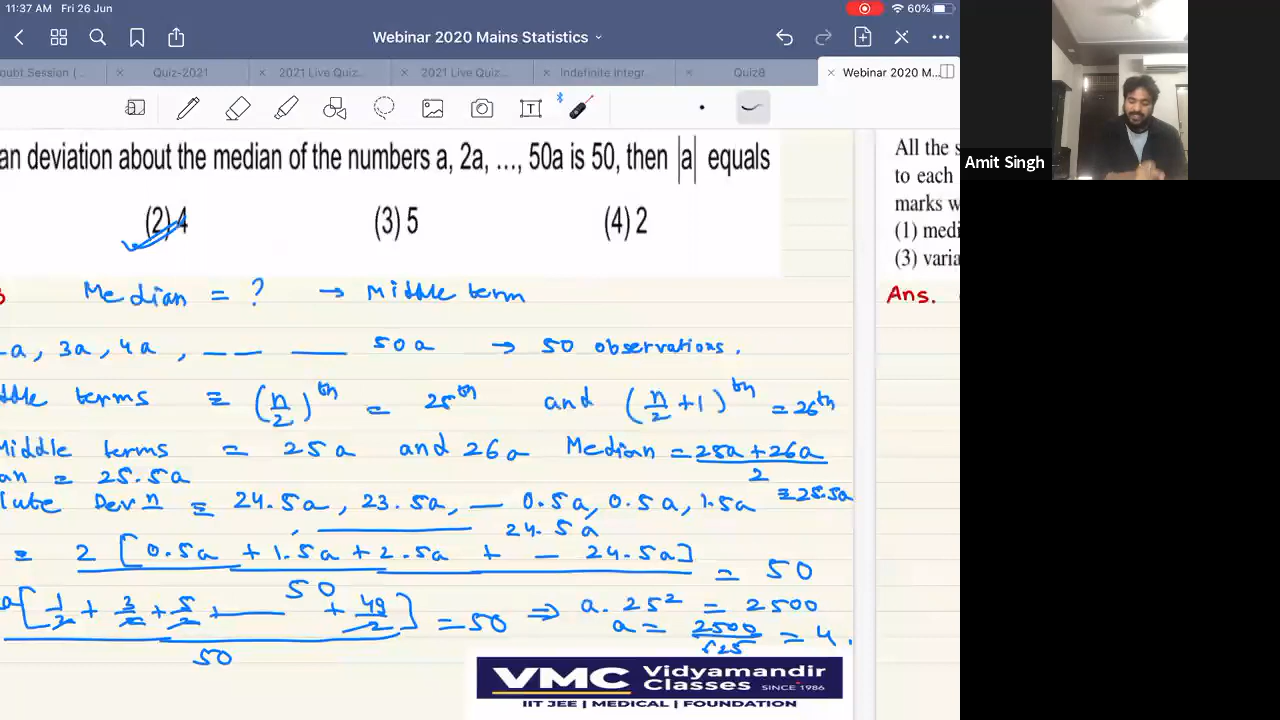 11:37 AM Fri 26 Jun
60%
Webinar 2020 Mains Statistics
oubt Session (...
Quiz-2021
2021 Live Quiz...
2021 Live Quiz...
Indefinite Integr
Quiz8
Webinar 2020 M...
Amit Singh
an deviation about the median of the numbers a, 2a, ..., 50a is 50, then |a| equals
(2) 4 (3) 5 (4) 2
All the s
to each
marks w
(1) medi
(3) varia
Ans.
Median = ? → Middle term
a, 3a, 4a, — — — 50a → 50 observations.
ddle terms ≡ (n/2)^th = 25^th and (n/2 + 1)^th = 26^th
Middle terms = 25a and 26a Median = (25a + 26a)/2
an = 25.5a
= 25.5a
lute Dev^n ≡ 24.5a, 23.5a, — 0.5a, 0.5a, 1.5a
24.5a
= 2 [0.5a + 1.5a + 2.5a + — 24.5a] / 50 = 50
a[1/2 + 3/2 + 5/2 + — + 49/2] / 50 = 50 ⇒ a. 25² = 2500
a = 2500/625 = 4.
VMC Vidyamandir Classes
SINCE 1986
IIT JEE | MEDICAL | FOUNDATION